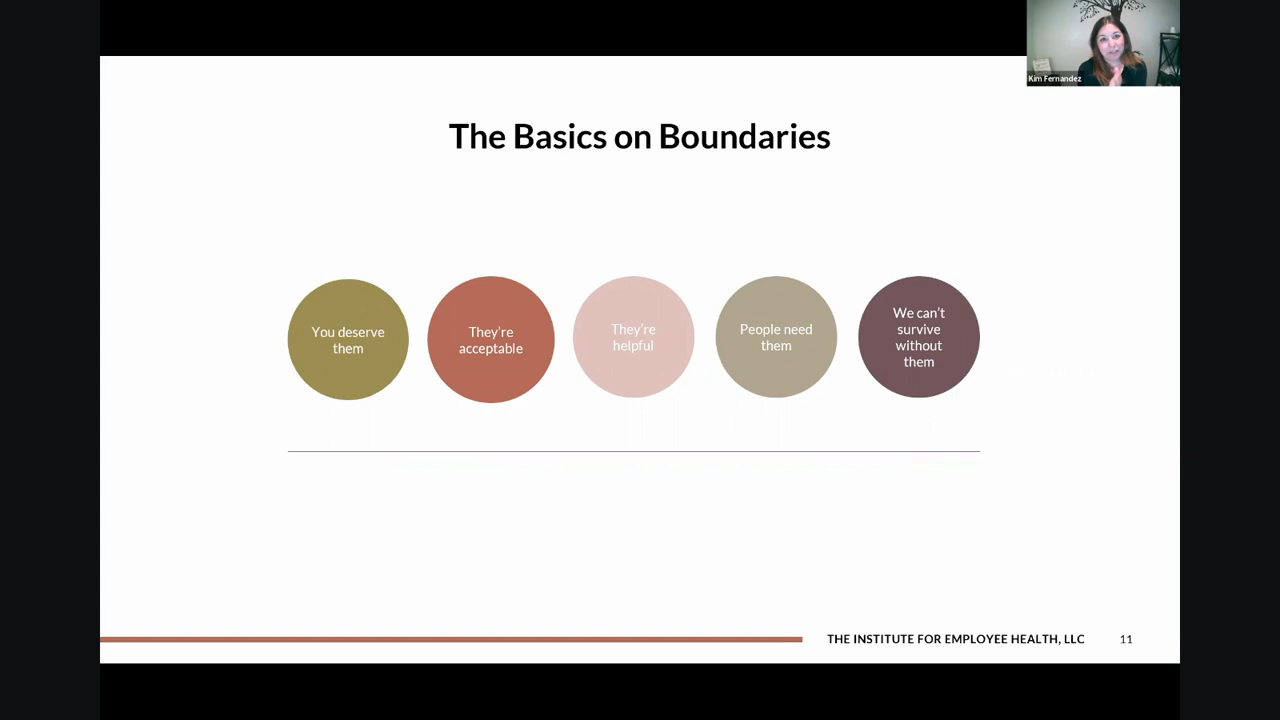 Kim Fernandez
The Basics on Boundaries
You deserve
them
They're
acceptable
They're
helpful
People need
them
We can't
survive
without
them
THE INSTITUTE FOR EMPLOYEE HEALTH, LLC
11